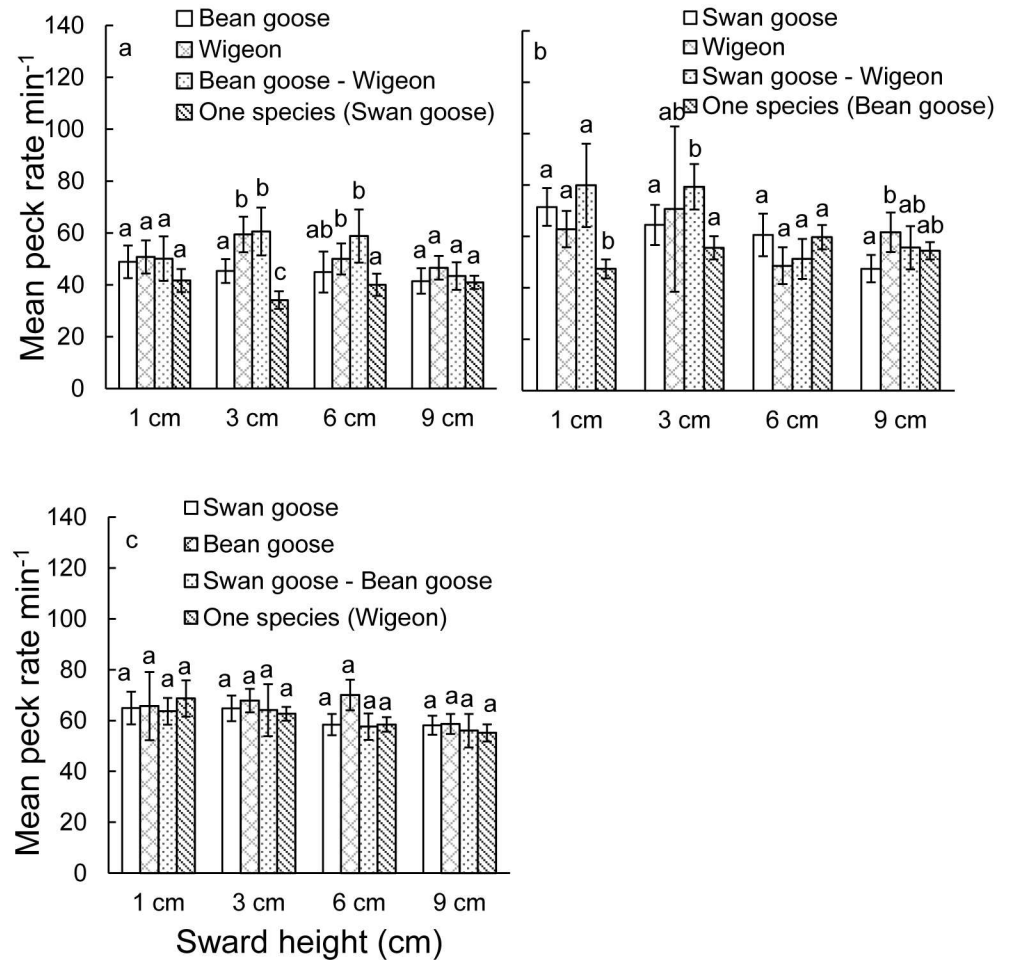 140
120
100
80
60
40
20
0
Mean peck rate min-1
a
Bean goose
Wigeon
Bean goose - Wigeon
One species (Swan goose)
a a a a
a b b c
ab b b a
a a a a
1 cm 3 cm 6 cm 9 cm
b
Swan goose
Wigeon
Swan goose - Wigeon
One species (Bean goose)
a a a b
a ab b a
a a a a
a b ab ab
1 cm 3 cm 6 cm 9 cm
140
120
100
80
60
40
20
0
Mean peck rate min-1
c
Swan goose
Bean goose
Swan goose - Bean goose
One species (Wigeon)
a a a a
a a a a
a a a a
a a a a
1 cm 3 cm 6 cm 9 cm
Sward height (cm)